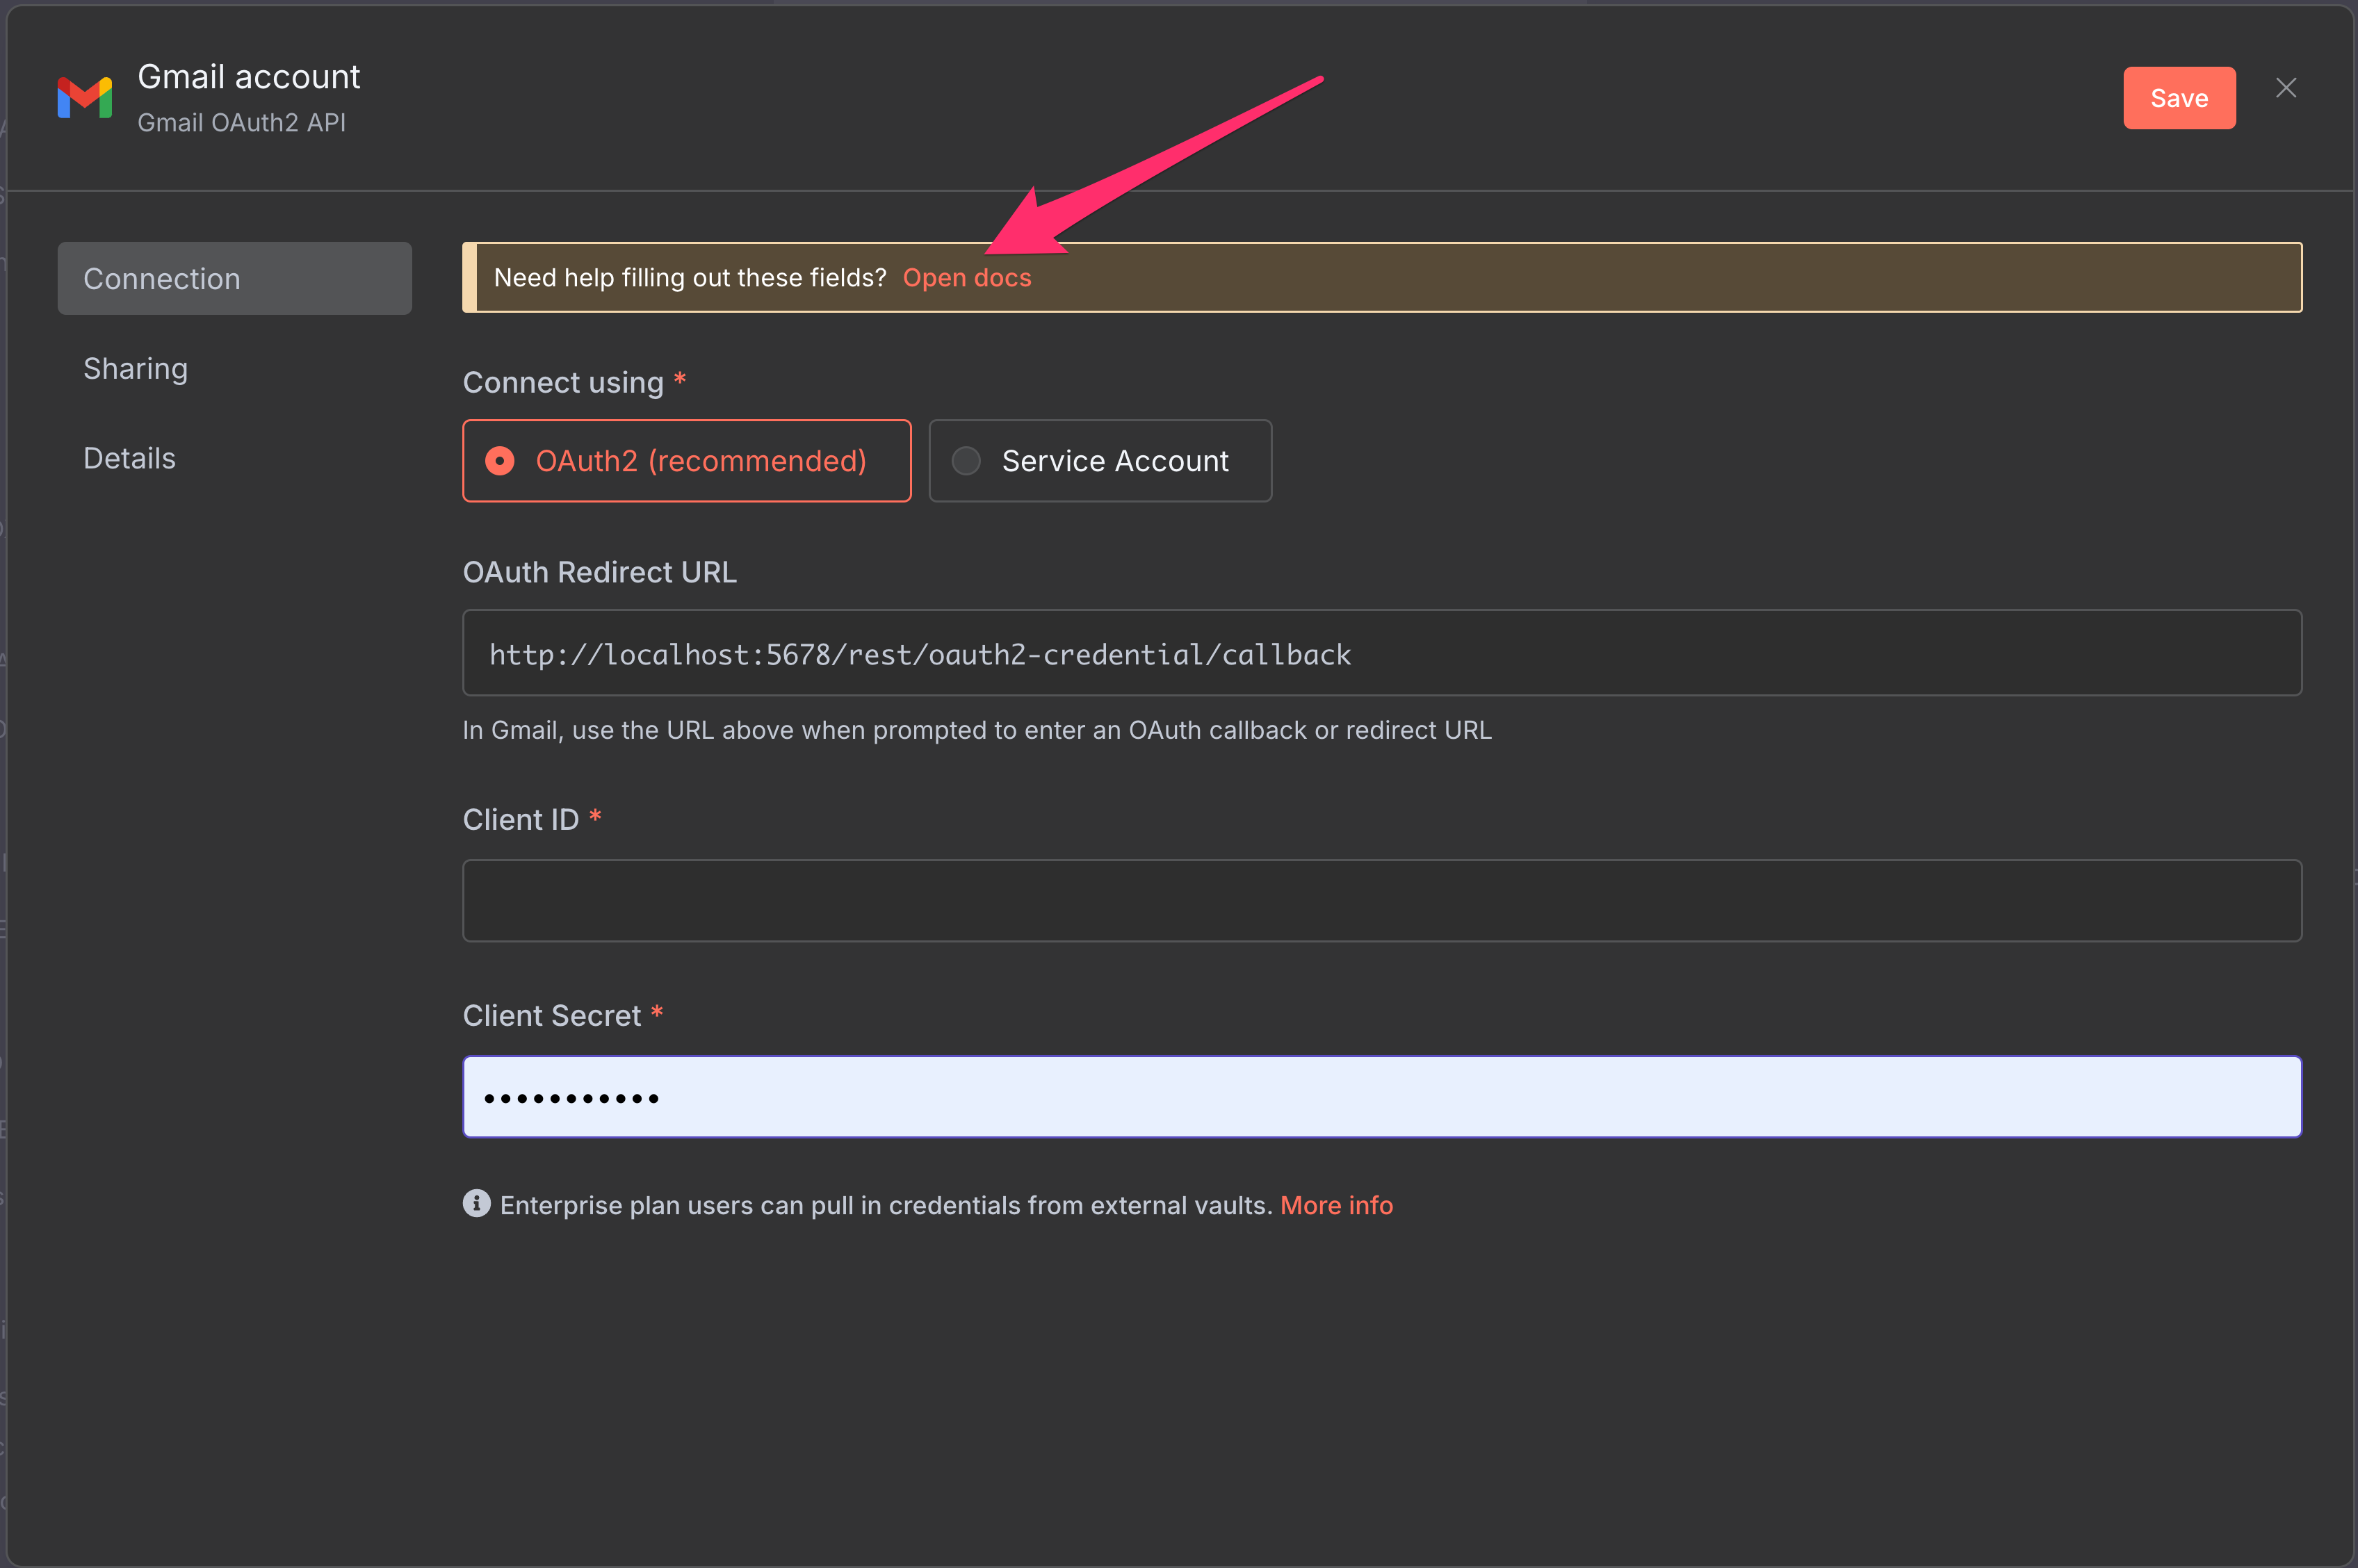 Gmail account
Gmail OAuth2 API
Save
Connection
Sharing
Details
Need help filling out these fields? Open docs
Connect using *
OAuth2 (recommended)
Service Account
OAuth Redirect URL
http://localhost:5678/rest/oauth2-credential/callback
In Gmail, use the URL above when prompted to enter an OAuth callback or redirect URL
Client ID *
Client Secret *
•••••••••••
Enterprise plan users can pull in credentials from external vaults. More info